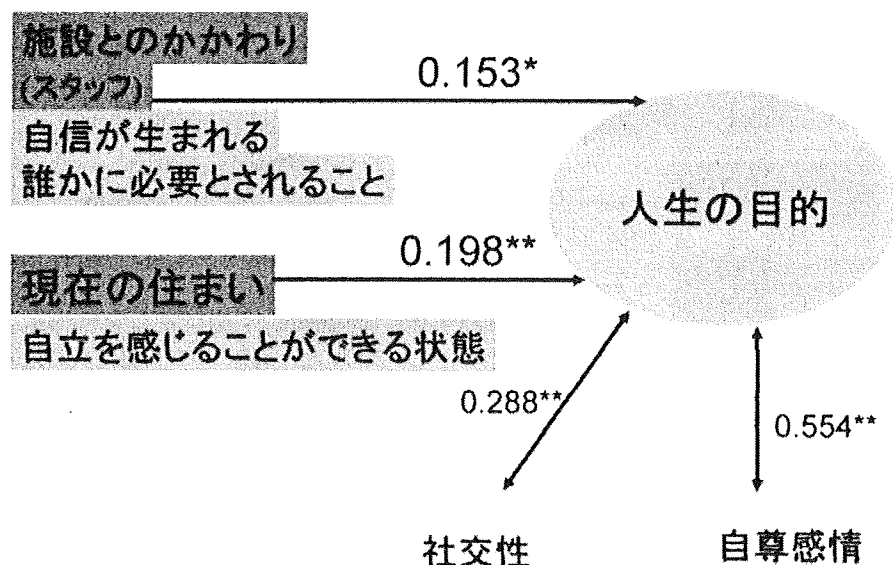 施設とのかかわり
(スタッフ)
0.153*
自信が生まれる
誰かに必要とされること
人生の目的
0.198**
現在の住まい
自立を感じることができる状態
0.288**
0.554**
社交性
自尊感情